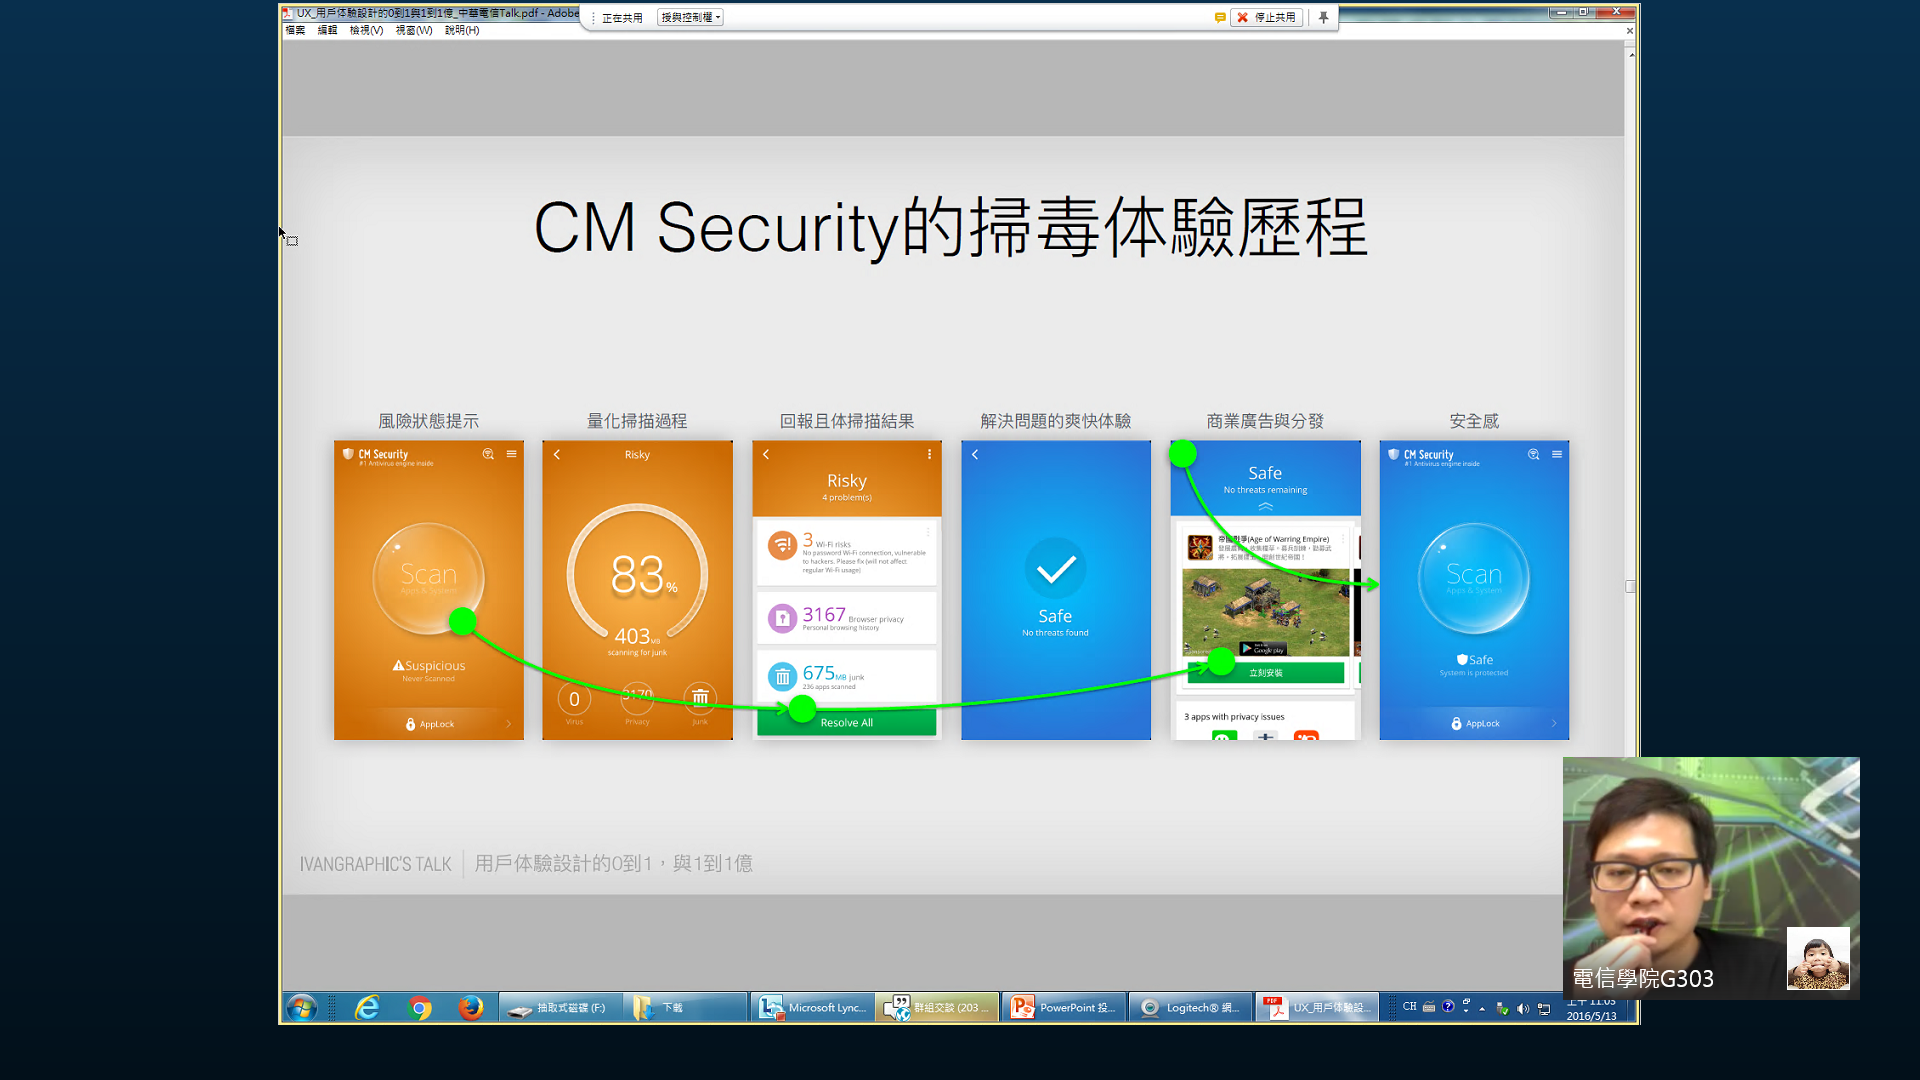 UX_用戶体驗設計的0到1與1到1億_中華電信Talk.pdf - Adobe
正在共用
授與控制權
停止共用
檔案 編輯 檢視(V) 視窗(W) 說明(H)
CM Security的掃毒体驗歷程
風險狀態提示
CM Security
#1 Antivirus engine inside
Scan
Apps & System
Suspicious
Never Scanned
AppLock
量化掃描過程
Risky
83%
403MB
scanning for junk
0
3170
Virus
Privacy
Junk
回報且体掃描結果
Risky
4 problem(s)
3 Wi-Fi risks
No password Wi-Fi connection, vulnerable
to hackers. Please fix (will not affect
regular Wi-Fi usage)
3167 Browser privacy
Personal browsing history
675MB junk
236 apps scanned
Resolve All
解決問題的爽快体驗
Safe
No threats found
商業廣告與分發
Safe
No threats remaining
帝國戰爭(Age of Warring Empire)
Google play
立刻安裝
3 apps with privacy issues
安全感
CM Security
#1 Antivirus engine inside
Scan
Apps & System
Safe
System is protected
AppLock
IVANGRAPHIC'S TALK
用戶体驗設計的0到1，與1到1億
電信學院G303
抽取式磁碟 (F:)
下載
Microsoft Lync...
群組交談 (203 ...
PowerPoint 投...
Logitech® 網...
UX_用戶体驗設...
CH
上午 11:03
2016/5/13